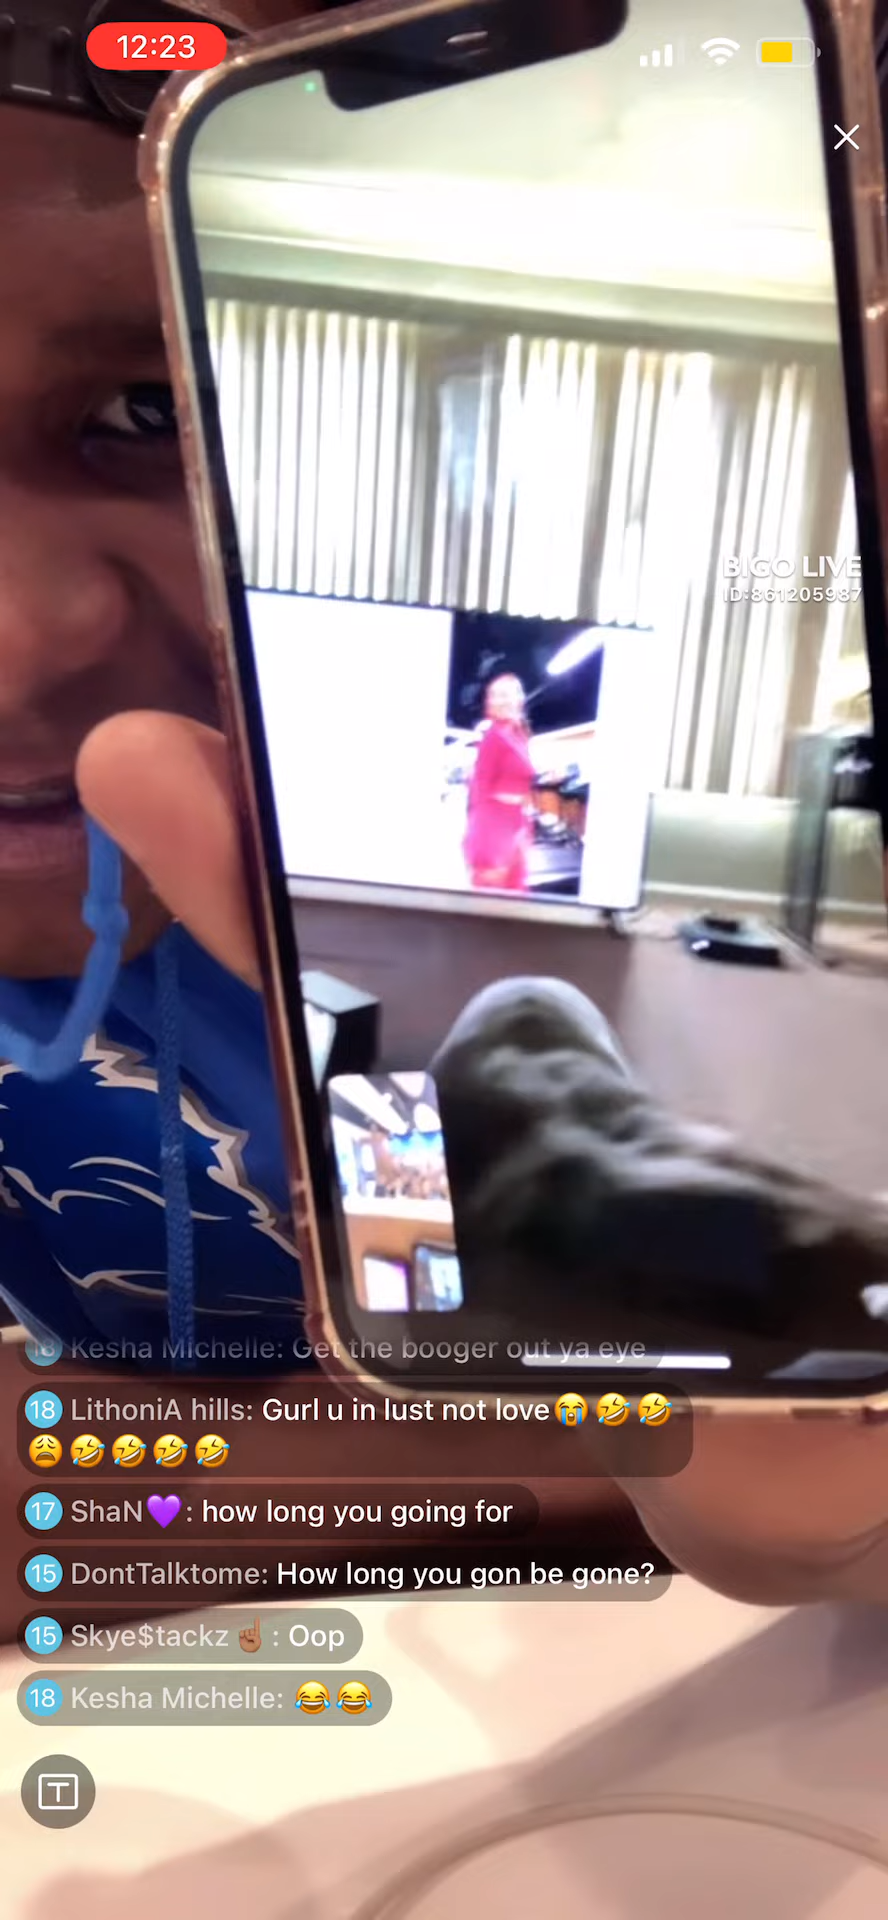 12:23
BIGO LIVE
ID:861205987
18 Kesha Michelle: Get the booger out ya eye
18 LithoniA hills: Gurl u in lust not love😭🤣🤣
😩🤣🤣🤣🤣
17 ShaN💜: how long you going for
15 DontTalktome: How long you gon be gone?
15 Skye$tackz☝🏽: Oop
18 Kesha Michelle: 😂😂
T